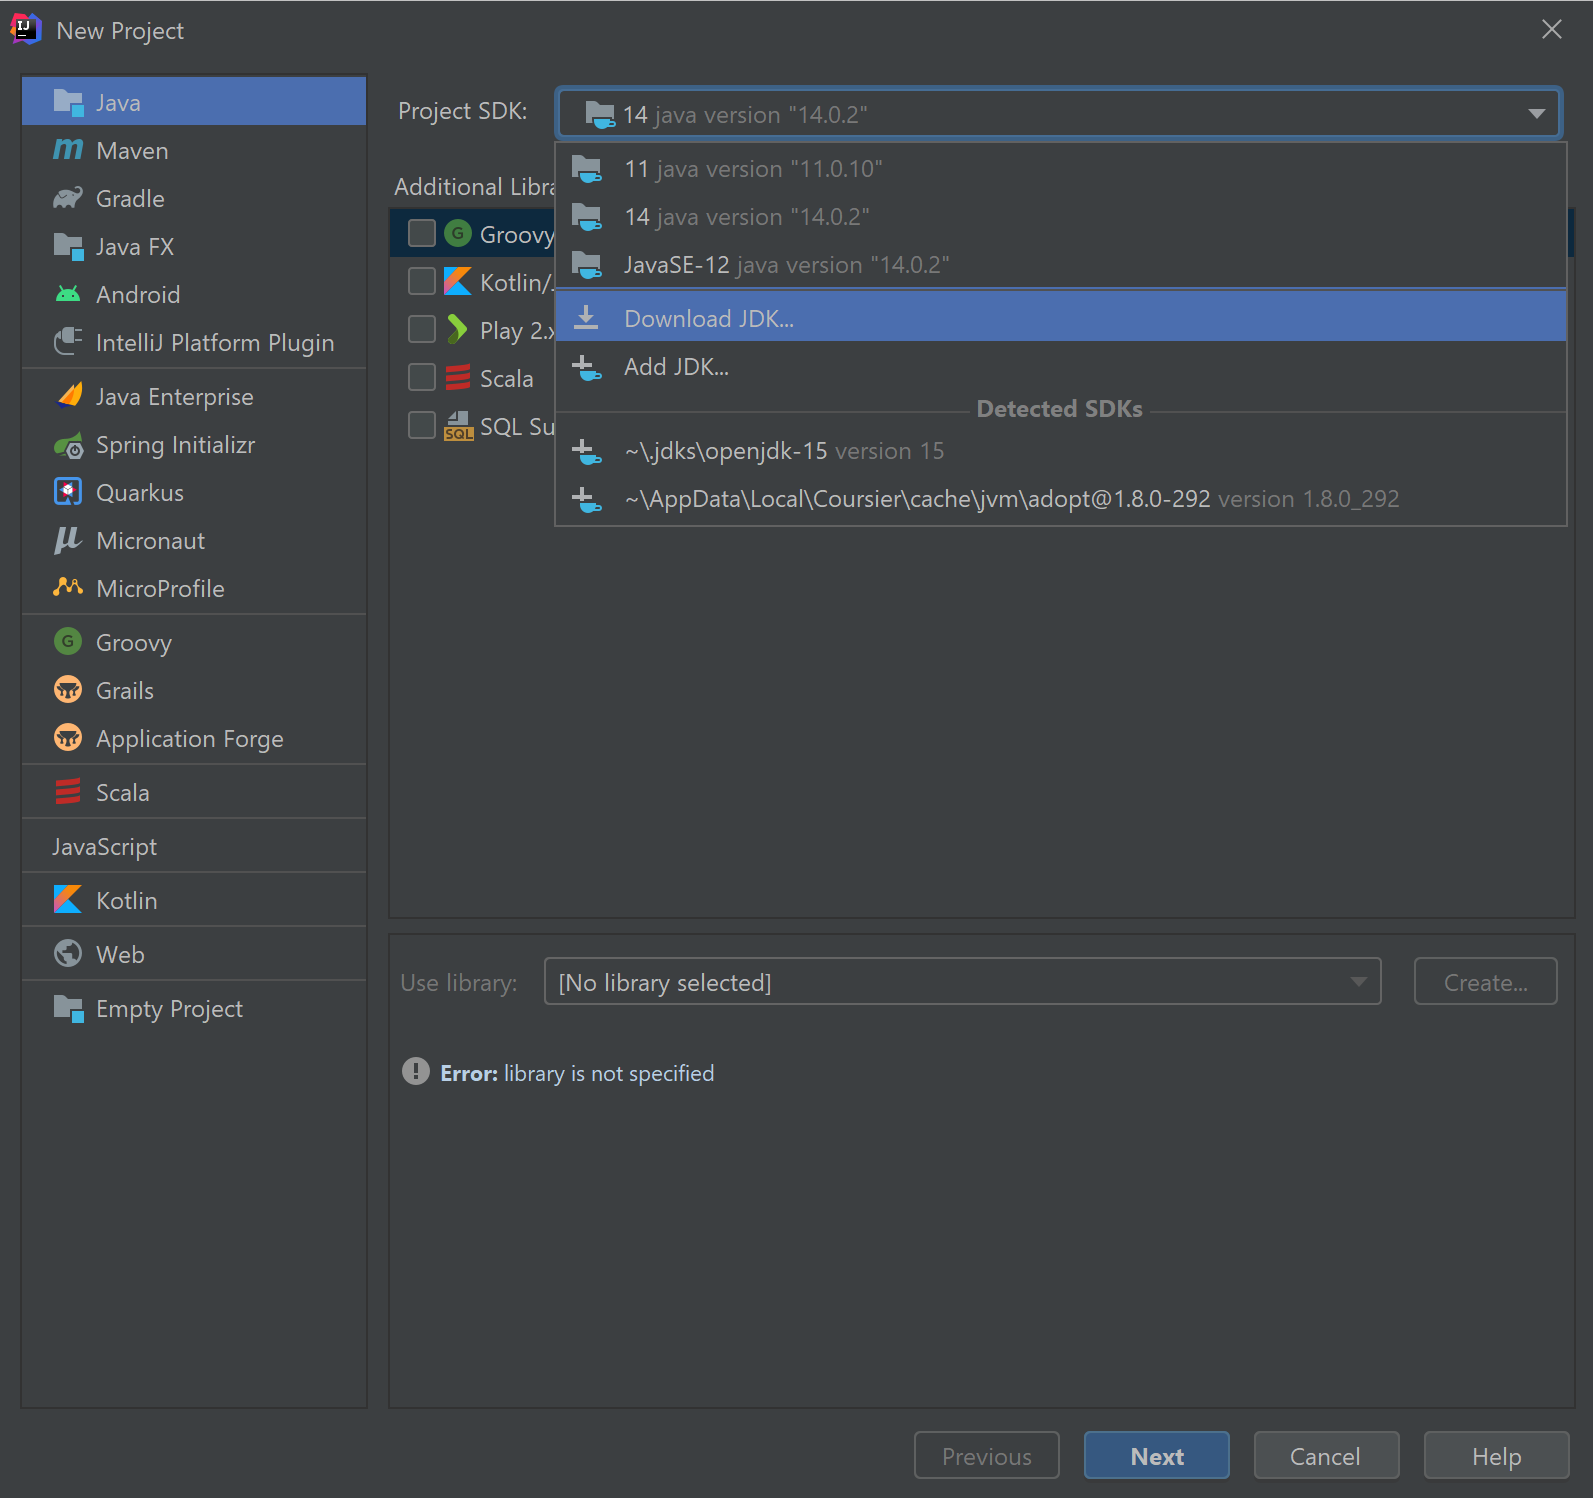 New Project
Java
Maven
Gradle
Java FX
Android
IntelliJ Platform Plugin
Java Enterprise
Spring Initializr
Quarkus
Micronaut
MicroProfile
Groovy
Grails
Application Forge
Scala
JavaScript
Kotlin
Web
Empty Project
Project SDK: 14 java version "14.0.2"
11 java version "11.0.10"
14 java version "14.0.2"
JavaSE-12 java version "14.0.2"
Download JDK...
Add JDK...
Detected SDKs
~\.jdks\openjdk-15 version 15
~\AppData\Local\Coursier\cache\jvm\adopt@1.8.0-292 version 1.8.0_292
Additional Libra
Groovy
Kotlin/.
Play 2.x
Scala
SQL Su
Use library: [No library selected] Create...
Error: library is not specified
Previous Next Cancel Help